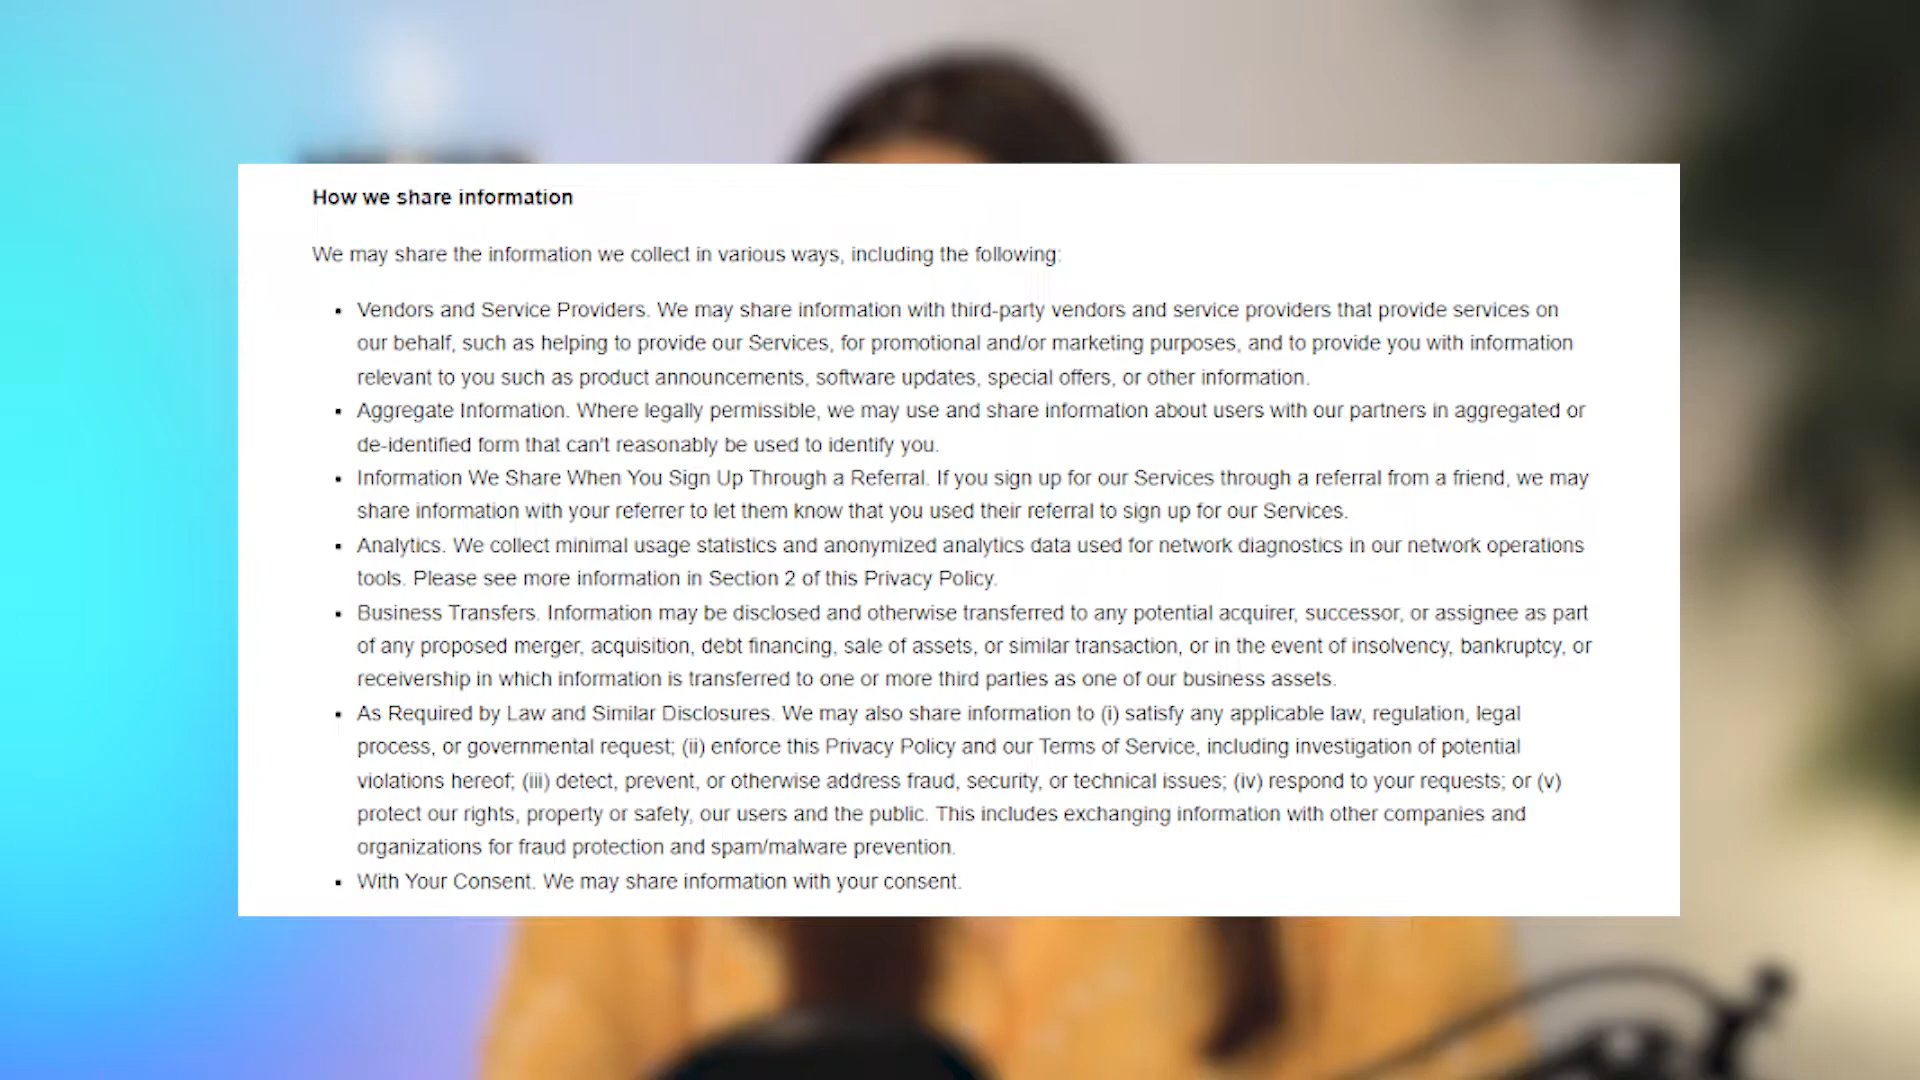 How we share information
We may share the information we collect in various ways, including the following:
▪ Vendors and Service Providers. We may share information with third-party vendors and service providers that provide services on
our behalf, such as helping to provide our Services, for promotional and/or marketing purposes, and to provide you with information
relevant to you such as product announcements, software updates, special offers, or other information.
▪ Aggregate Information. Where legally permissible, we may use and share information about users with our partners in aggregated or
de-identified form that can't reasonably be used to identify you.
▪ Information We Share When You Sign Up Through a Referral. If you sign up for our Services through a referral from a friend, we may
share information with your referrer to let them know that you used their referral to sign up for our Services.
▪ Analytics. We collect minimal usage statistics and anonymized analytics data used for network diagnostics in our network operations
tools. Please see more information in Section 2 of this Privacy Policy.
▪ Business Transfers. Information may be disclosed and otherwise transferred to any potential acquirer, successor, or assignee as part
of any proposed merger, acquisition, debt financing, sale of assets, or similar transaction, or in the event of insolvency, bankruptcy, or
receivership in which information is transferred to one or more third parties as one of our business assets.
▪ As Required by Law and Similar Disclosures. We may also share information to (i) satisfy any applicable law, regulation, legal
process, or governmental request; (ii) enforce this Privacy Policy and our Terms of Service, including investigation of potential
violations hereof; (iii) detect, prevent, or otherwise address fraud, security, or technical issues; (iv) respond to your requests; or (v)
protect our rights, property or safety, our users and the public. This includes exchanging information with other companies and
organizations for fraud protection and spam/malware prevention.
▪ With Your Consent. We may share information with your consent.